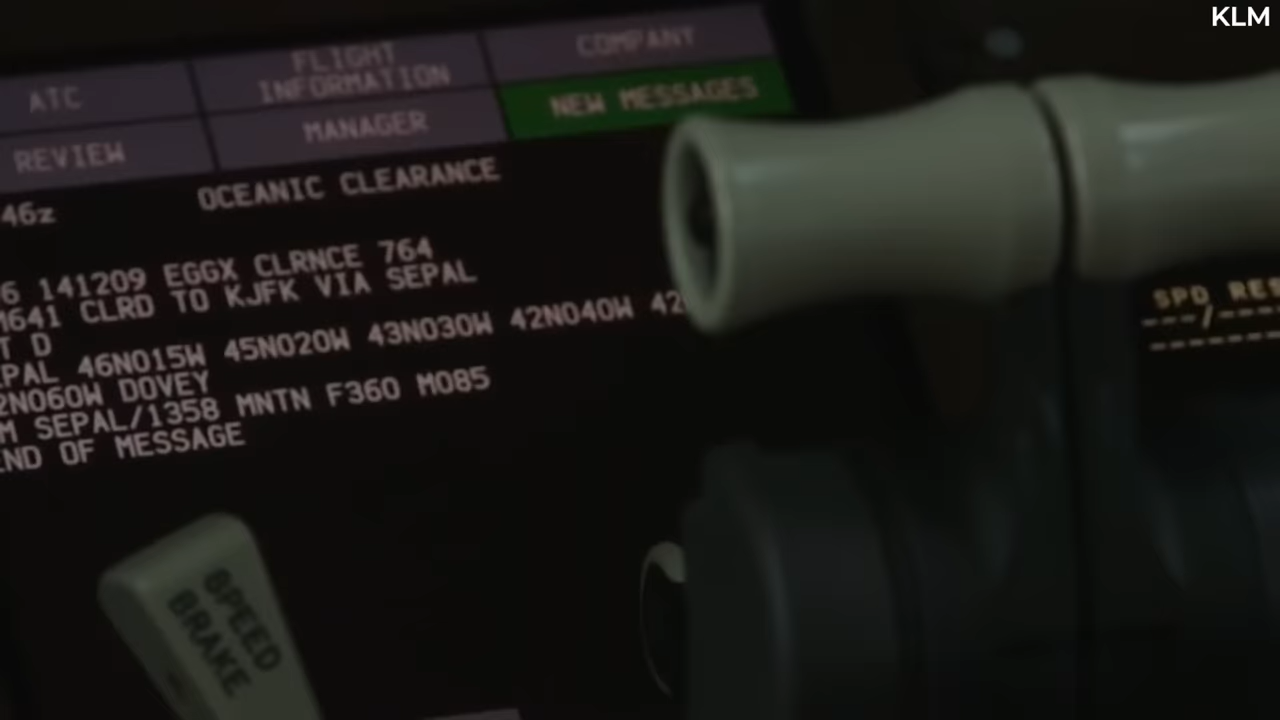 KLM
ATC
FLIGHT
INFORMATION
COMPANY
REVIEW
MANAGER
NEW MESSAGES
46z
OCEANIC CLEARANCE
6 141209 EGGX CLRNCE 764
M641 CLRD TO KJFK VIA SEPAL
T D
PAL 46N015W 45N020W 43N030W 42N040W 42
2N060W DOVEY
M SEPAL/1358 MNTN F360 M085
END OF MESSAGE
SPD RES
---/----
SPEED
BRAKE